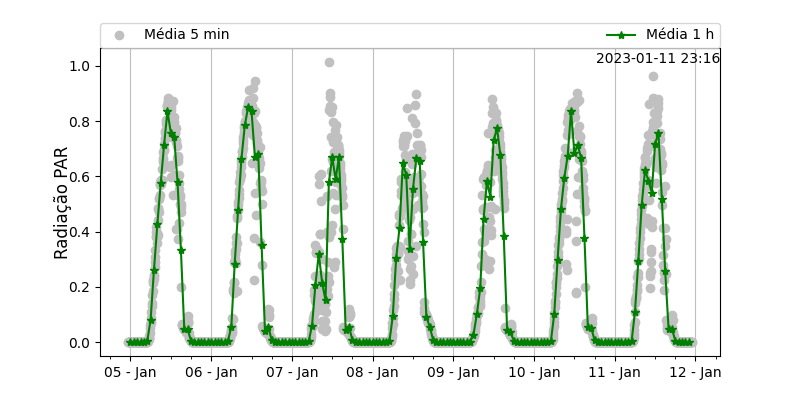 Média 5 min
Média 1 h
2023-01-11 23:16
Radiação PAR
1.0
0.8
0.6
0.4
0.2
0.0
05 - Jan
06 - Jan
07 - Jan
08 - Jan
09 - Jan
10 - Jan
11 - Jan
12 - Jan